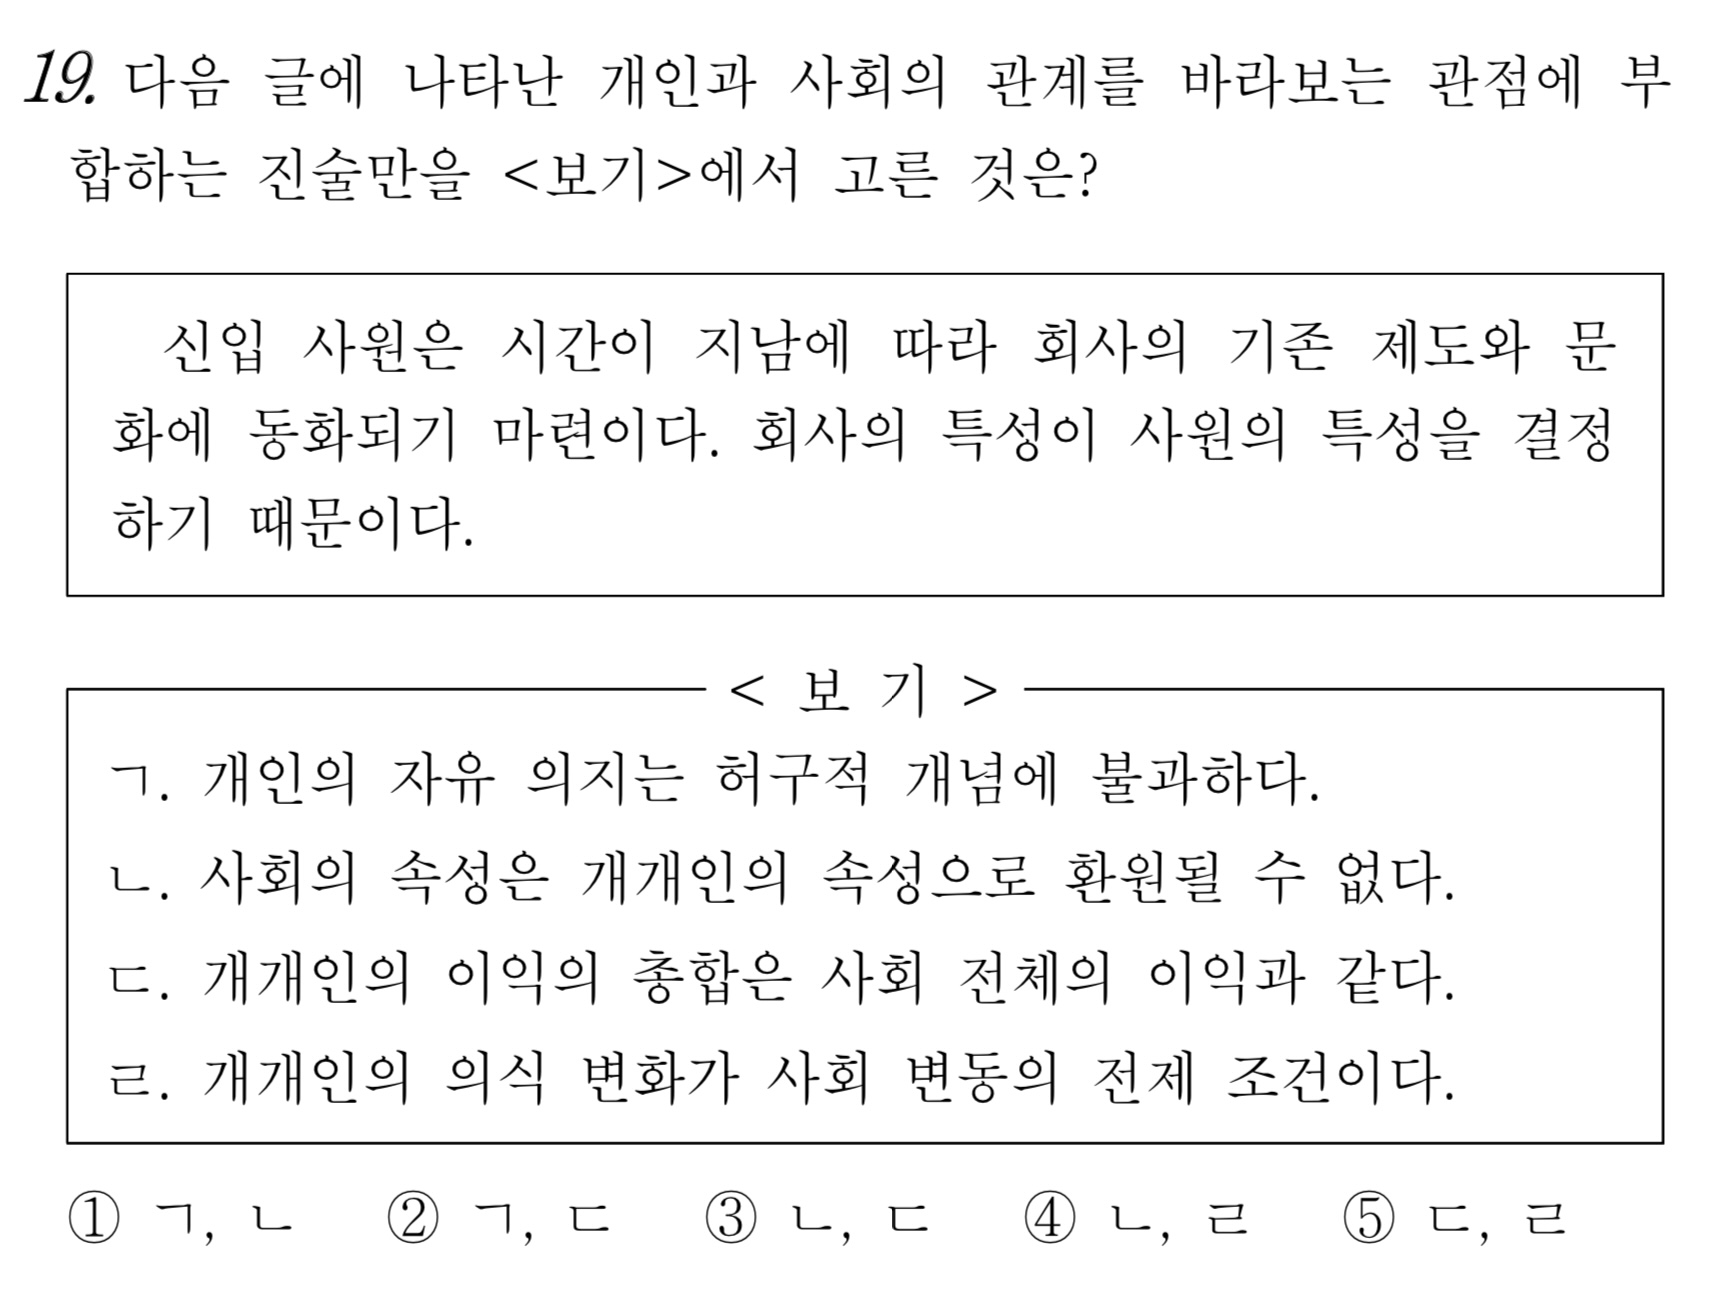 19. 다음 글에 나타난 개인과 사회의 관계를 바라보는 관점에 부
합하는 진술만을 <보기>에서 고른 것은?
신입 사원은 시간이 지남에 따라 회사의 기존 제도와 문
화에 동화되기 마련이다. 회사의 특성이 사원의 특성을 결정
하기 때문이다.
< 보 기 >
ㄱ. 개인의 자유 의지는 허구적 개념에 불과하다.
ㄴ. 사회의 속성은 개개인의 속성으로 환원될 수 없다.
ㄷ. 개개인의 이익의 총합은 사회 전체의 이익과 같다.
ㄹ. 개개인의 의식 변화가 사회 변동의 전제 조건이다.
① ㄱ, ㄴ ② ㄱ, ㄷ ③ ㄴ, ㄷ ④ ㄴ, ㄹ ⑤ ㄷ, ㄹ